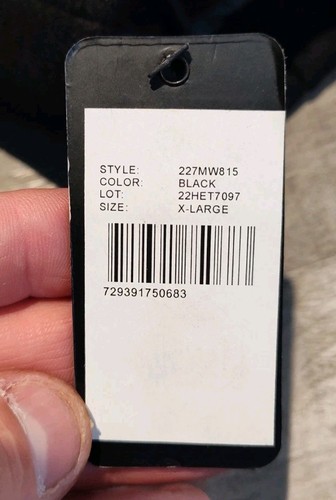 STYLE: 227MW815
COLOR: BLACK
LOT: 22HET7097
SIZE: X-LARGE
729391750683